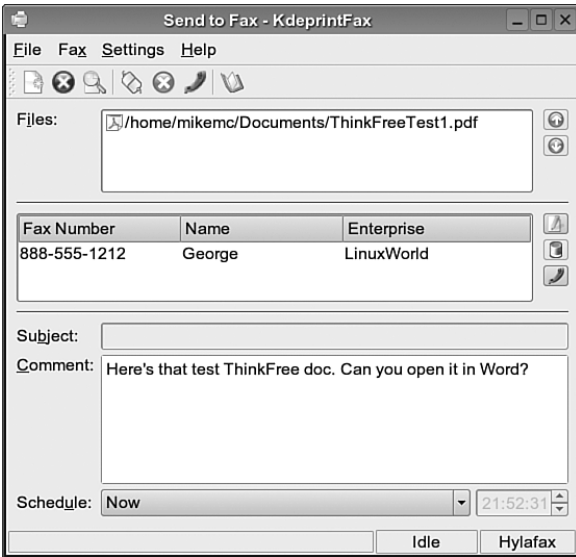 Send to Fax - KdeprintFax
File Fax Settings Help
Files: /home/mikemc/Documents/ThinkFreeTest1.pdf
Fax Number Name Enterprise
888-555-1212 George LinuxWorld
Subject:
Comment: Here's that test ThinkFree doc. Can you open it in Word?
Schedule: Now 21:52:31
Idle Hylafax